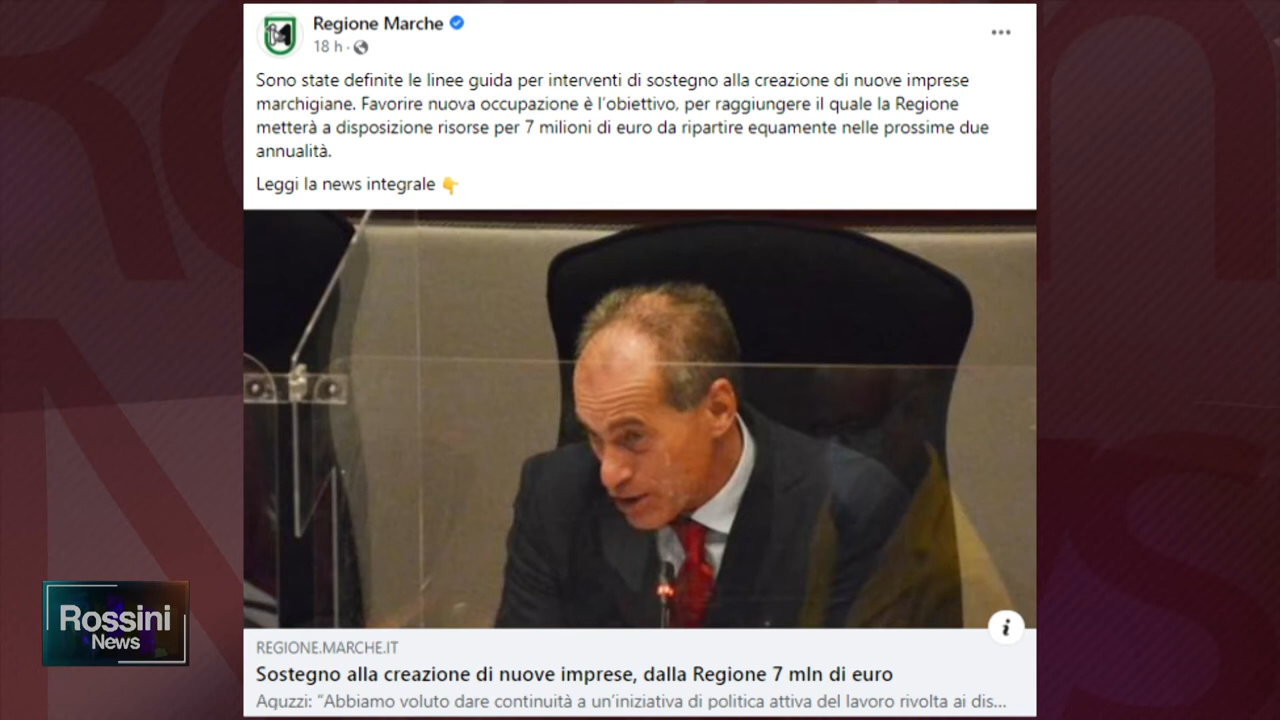 Regione Marche
18 h ·
Sono state definite le linee guida per interventi di sostegno alla creazione di nuove imprese
marchigiane. Favorire nuova occupazione è l'obiettivo, per raggiungere il quale la Regione
metterà a disposizione risorse per 7 milioni di euro da ripartire equamente nelle prossime due
annualità.
Leggi la news integrale 👇
i
REGIONE.MARCHE.IT
Sostegno alla creazione di nuove imprese, dalla Regione 7 mln di euro
Aguzzi: "Abbiamo voluto dare continuità a un'iniziativa di politica attiva del lavoro rivolta ai dis...
Rossini
News